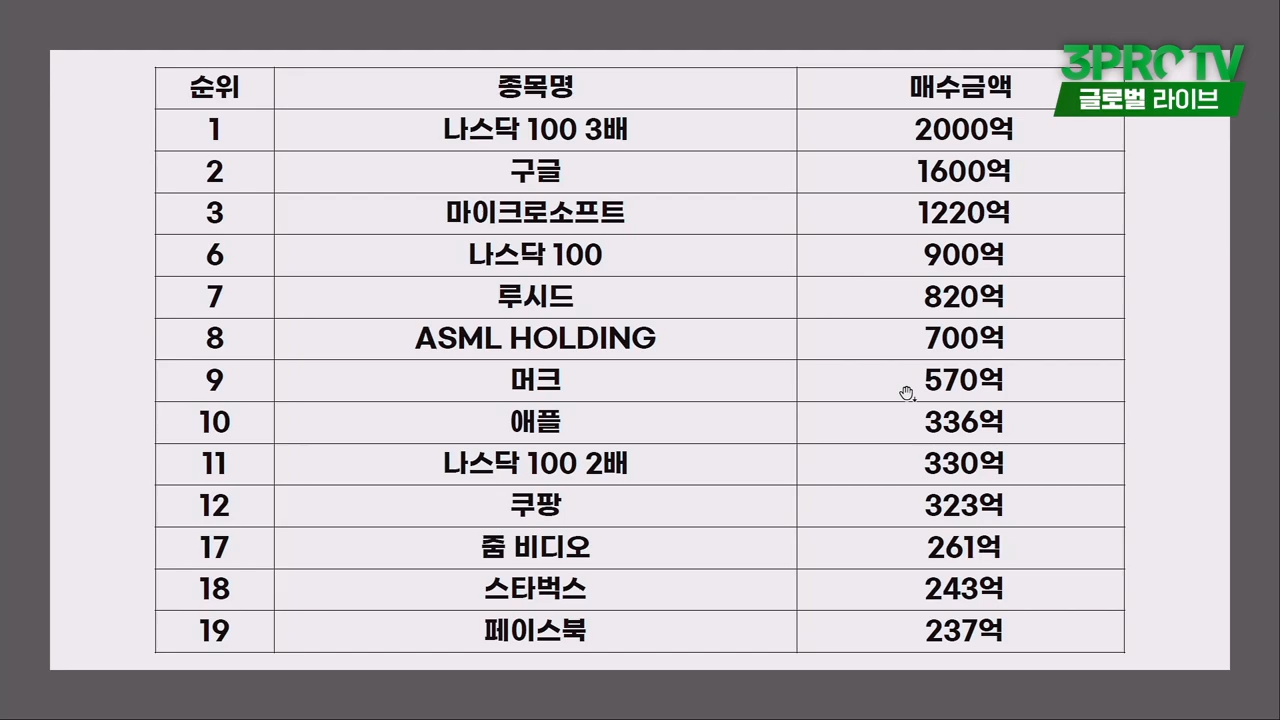 3PRO TV
글로벌 라이브
순위 종목명 매수금액
1 나스닥 100 3배 2000억
2 구글 1600억
3 마이크로소프트 1220억
6 나스닥 100 900억
7 루시드 820억
8 ASML HOLDING 700억
9 머크 570억
10 애플 336억
11 나스닥 100 2배 330억
12 쿠팡 323억
17 줌 비디오 261억
18 스타벅스 243억
19 페이스북 237억